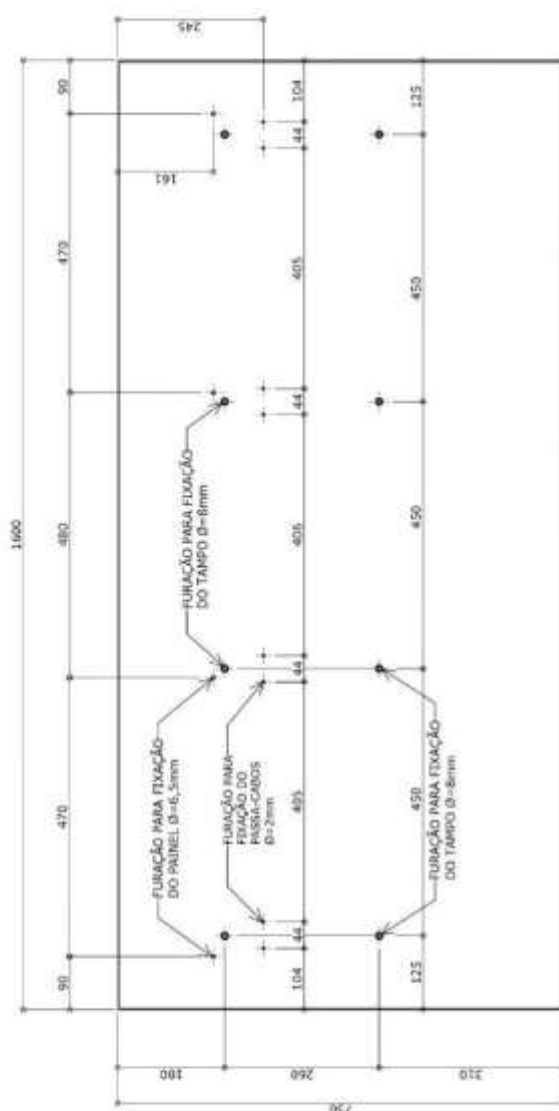 1600
90
470
480
470
90
FURAÇÃO PARA FIXAÇÃO
DO PAINEL Ø=6,5mm
FURAÇÃO PARA FIXAÇÃO
DO TAMPO Ø=8mm
161
245
FURAÇÃO PARA
FIXAÇÃO DO
PASSA-CABOS
Ø=2mm
104
44
405
44
406
44
405
44
104
125
450
450
450
125
FURAÇÃO PARA FIXAÇÃO
DO TAMPO Ø=8mm
180
260
310
750